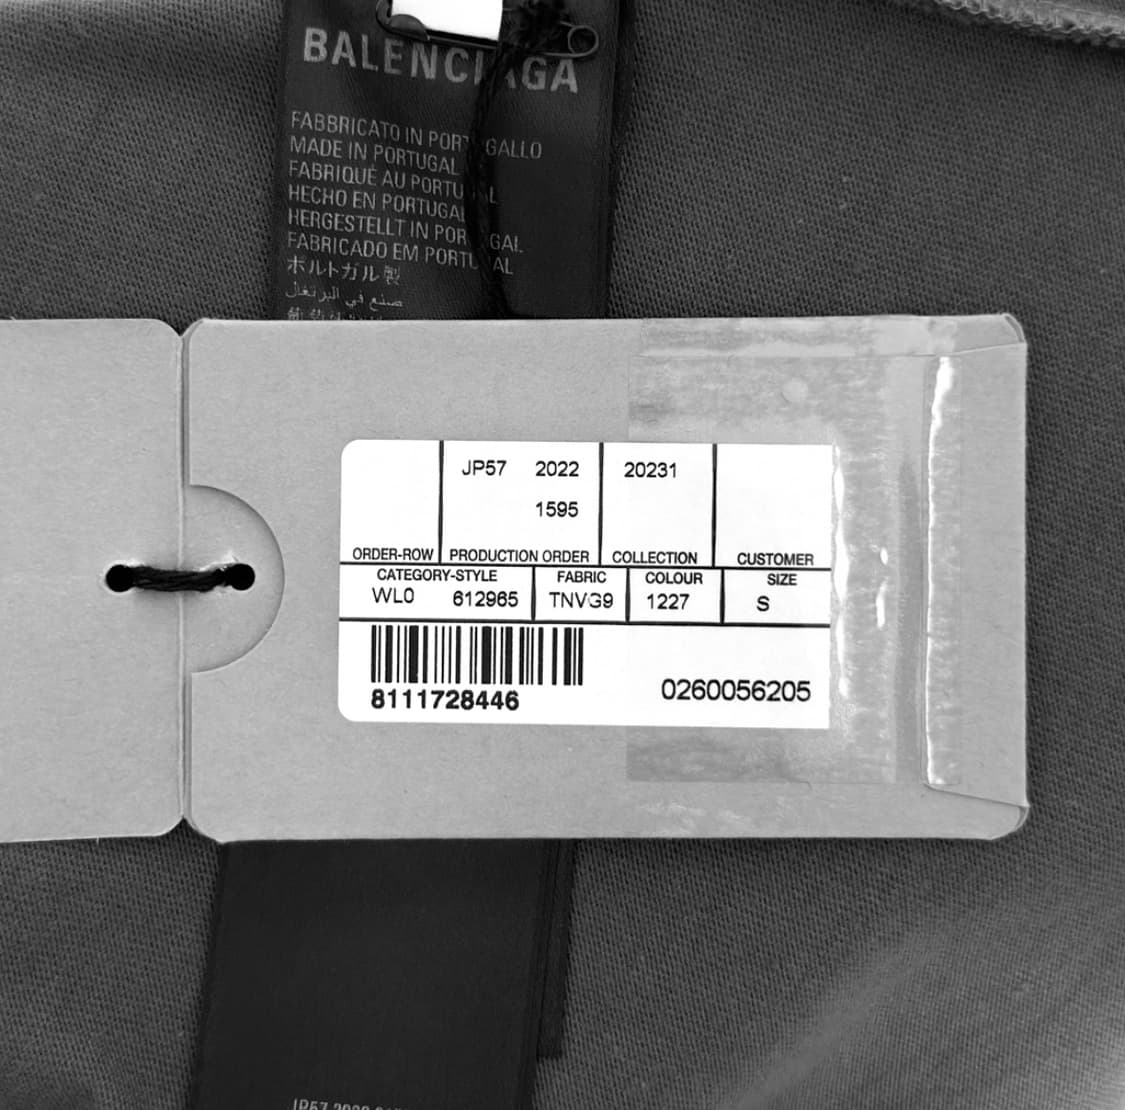 BALENCIAGA
FABBRICATO IN PORTOGALLO
MADE IN PORTUGAL
FABRIQUÉ AU PORTUGAL
HECHO EN PORTUGAL
HERGESTELLT IN PORTUGAL
FABRICADO EM PORTUGAL
ポルトガル製
صنع في البرتغال
JP57 2022 20231
1595
ORDER-ROW PRODUCTION ORDER COLLECTION CUSTOMER
CATEGORY-STYLE FABRIC COLOUR SIZE
WL0 612965 TNVG9 1227 S
8111728446 0260056205
JP57 2022